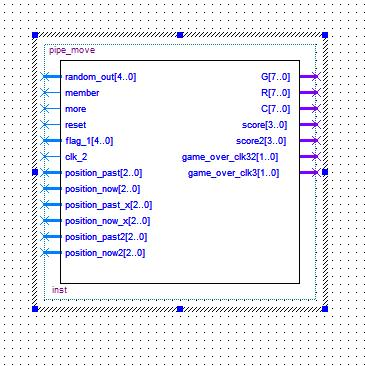 pipe_move
random_out[4..0] G[7..0]
member R[7..0]
more C[7..0]
reset score[3..0]
flag_1[4..0] score2[3..0]
clk_2 game_over_clk32[1..0]
position_past[2..0] game_over_clk3[1..0]
position_now[2..0]
position_past_x[2..0]
position_now_x[2..0]
position_past2[2..0]
position_now2[2..0]
inst